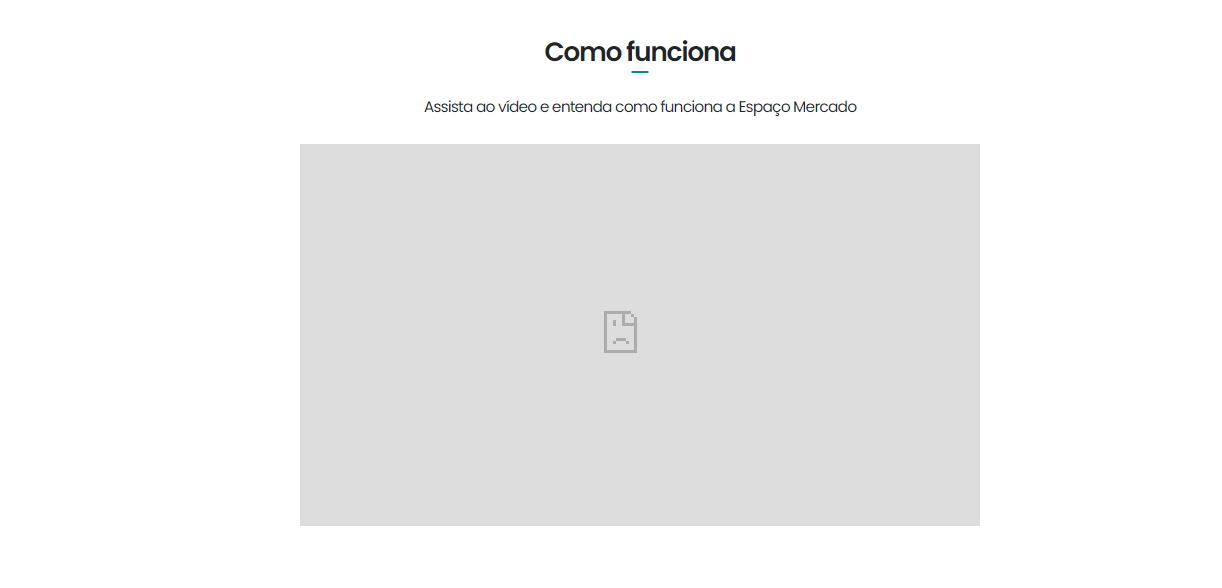 Como funciona
Assista ao vídeo e entenda como funciona a Espaço Mercado